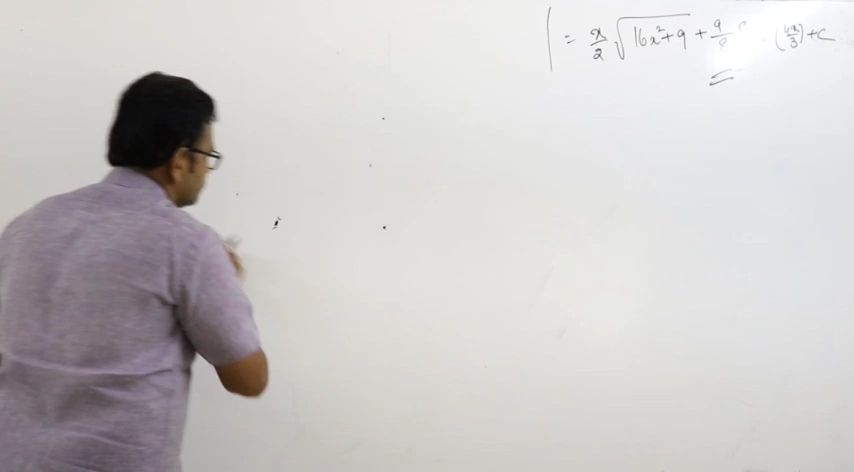 = x/2 √(16x²+9) + 9/8 (4x/3) + C